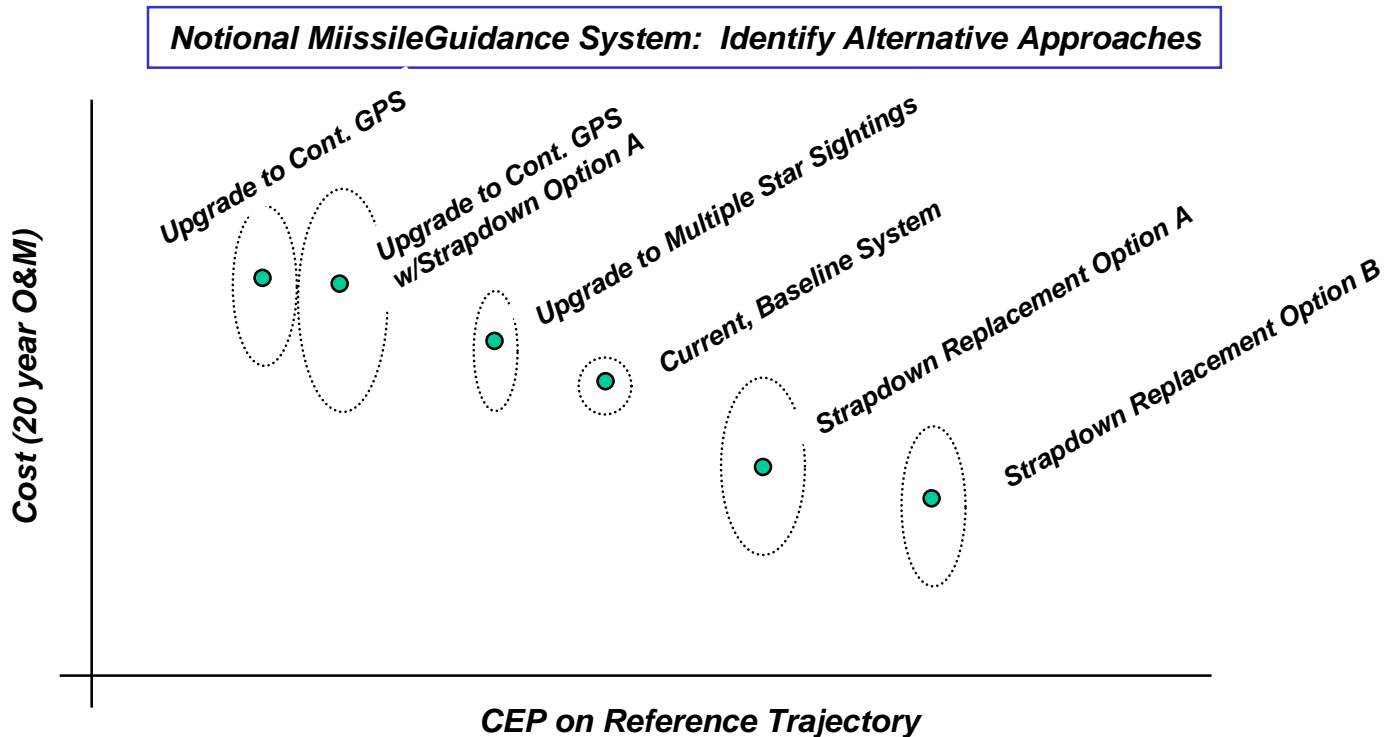 Notional MiissileGuidance System: Identify Alternative Approaches
Upgrade to Cont. GPS
Upgrade to Cont. GPS
w/Strapdown Option A
Upgrade to Multiple Star Sightings
Current, Baseline System
Strapdown Replacement Option A
Strapdown Replacement Option B
Cost (20 year O&M)
CEP on Reference Trajectory